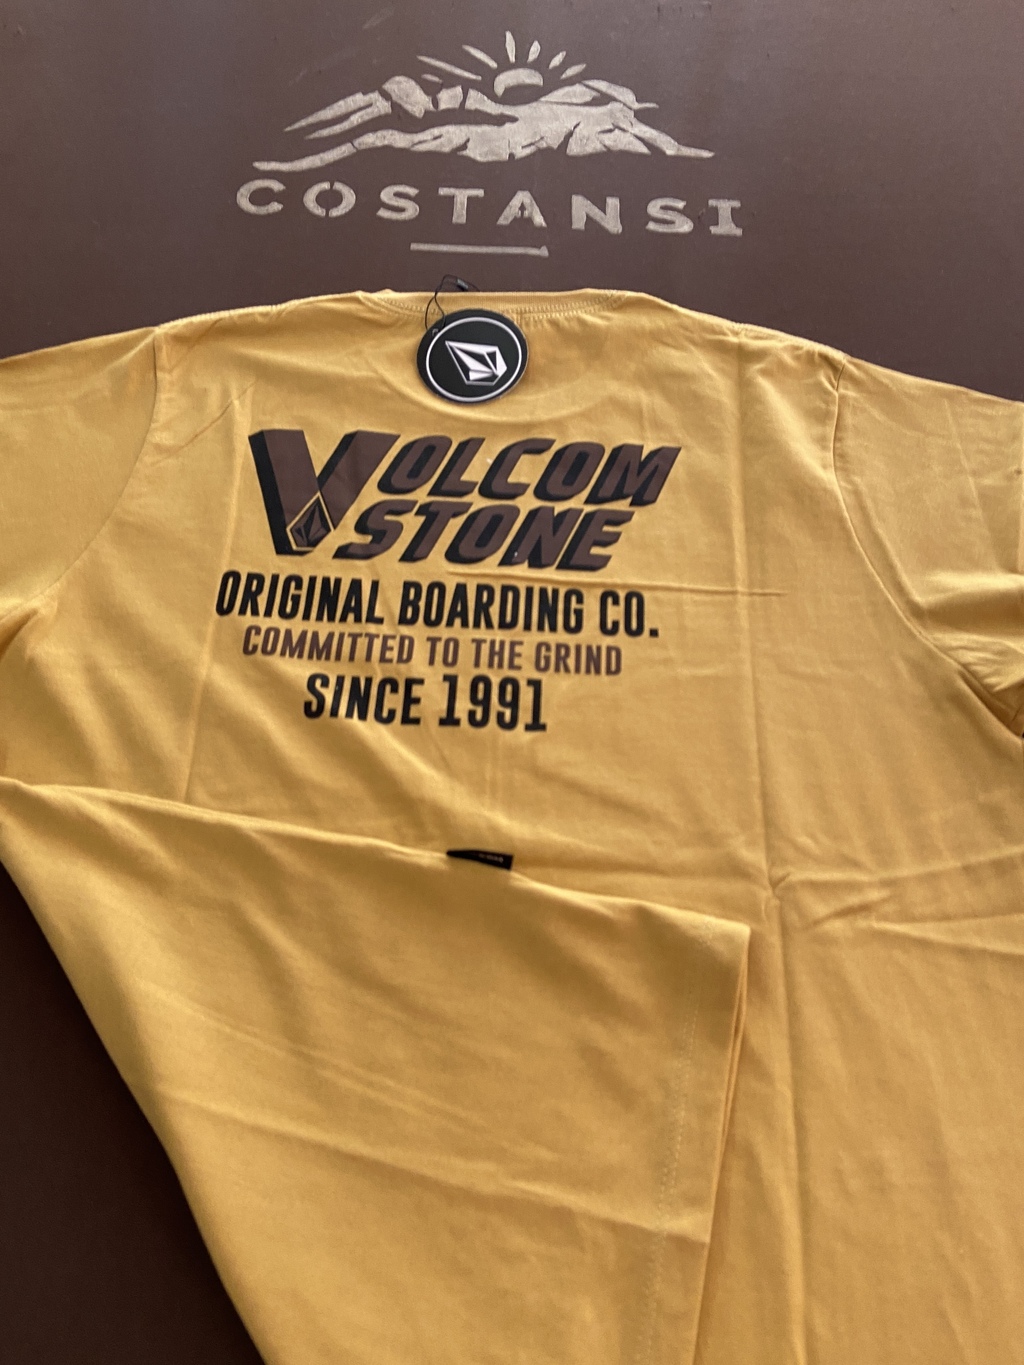 COSTANSI
VOLCOM
STONE
ORIGINAL BOARDING CO.
COMMITTED TO THE GRIND
SINCE 1991